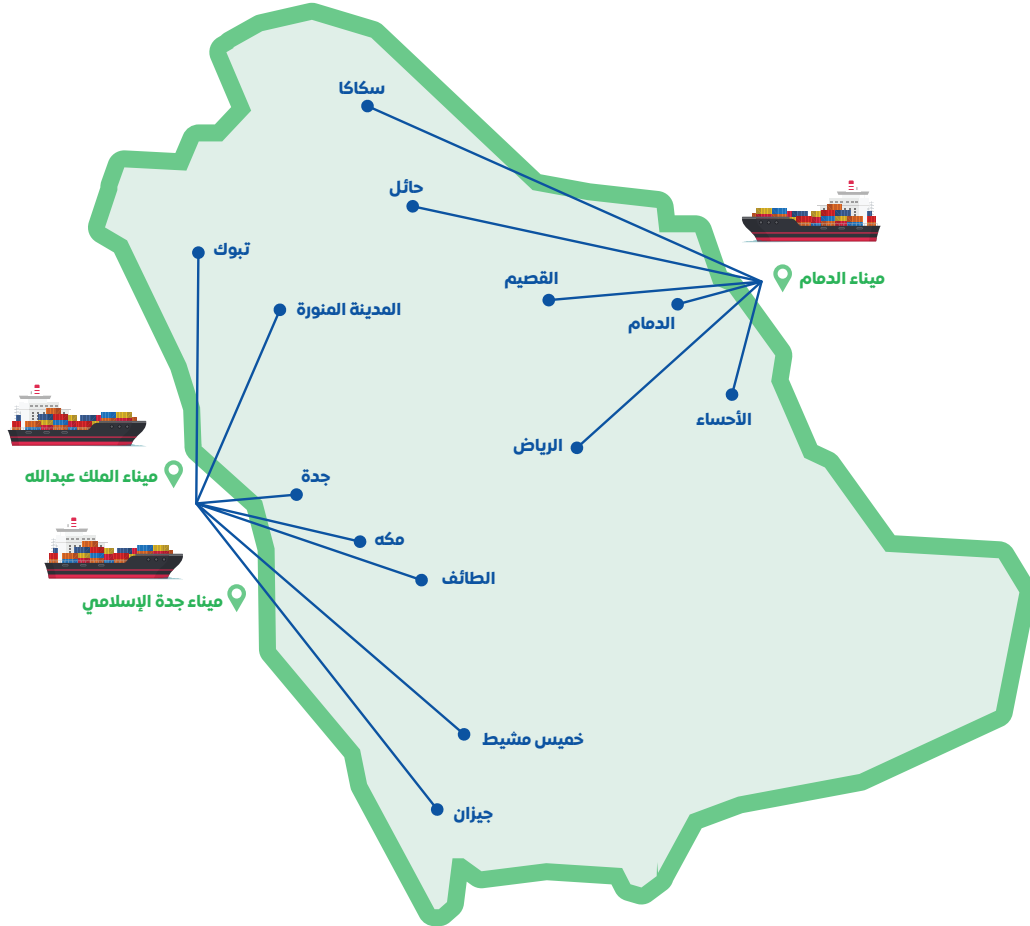 سكاكا
حائل
تبوك
القصيم
ميناء الدمام
المدينة المنورة
الدمام
الأحساء
الرياض
جدة
ميناء الملك عبدالله
مكه
الطائف
ميناء جدة الإسلامي
خميس مشيط
جيزان